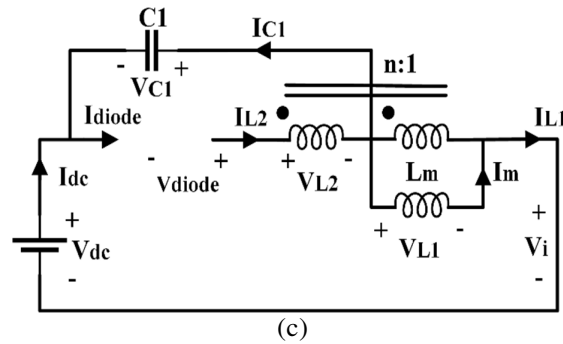 C1
IC1
- +
VC1
n:1
Idiode
IL2
IL1
- +
+ -
Vdiode
VL2
Lm
Im
Idc
+
Vdc
-
+ -
VL1
+
Vi
-
(c)